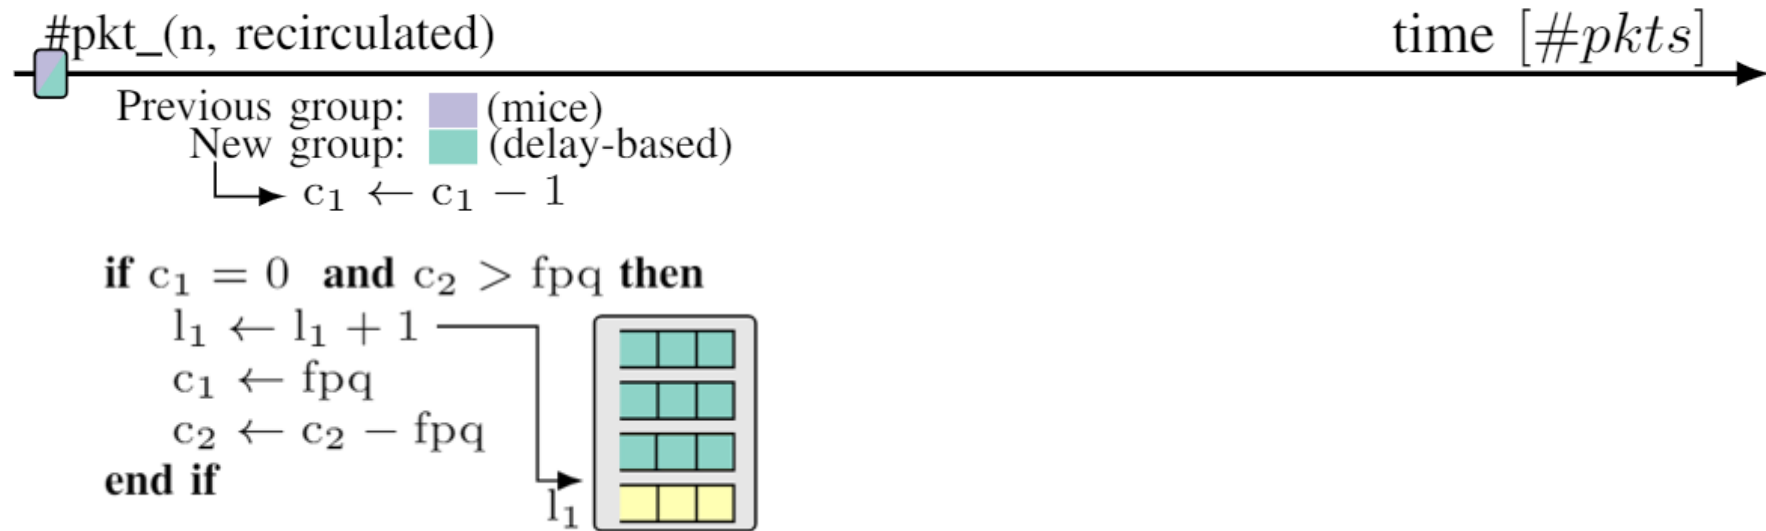 #pkt_(n, recirculated)
time [#pkts]
Previous group: (mice)
New group: (delay-based)
c₁ ← c₁ − 1
if c₁ = 0 and c₂ > fpq then
l₁ ← l₁ + 1
c₁ ← fpq
c₂ ← c₂ − fpq
end if
l₁